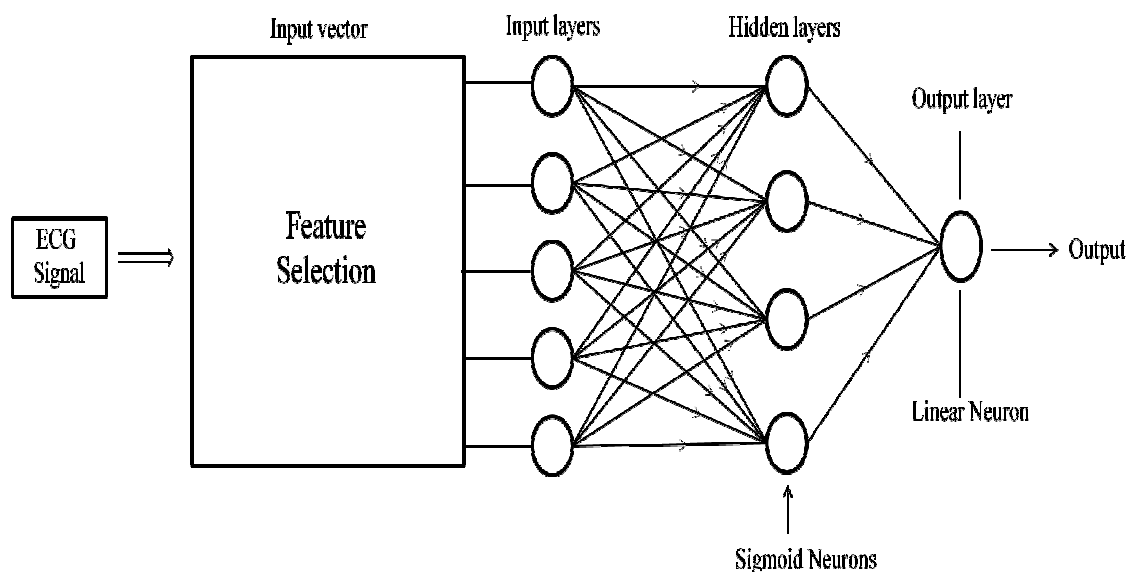 Input vector
Input layers
Hidden layers
Output layer
ECG
Signal
Feature
Selection
Output
Linear Neuron
Sigmoid Neurons